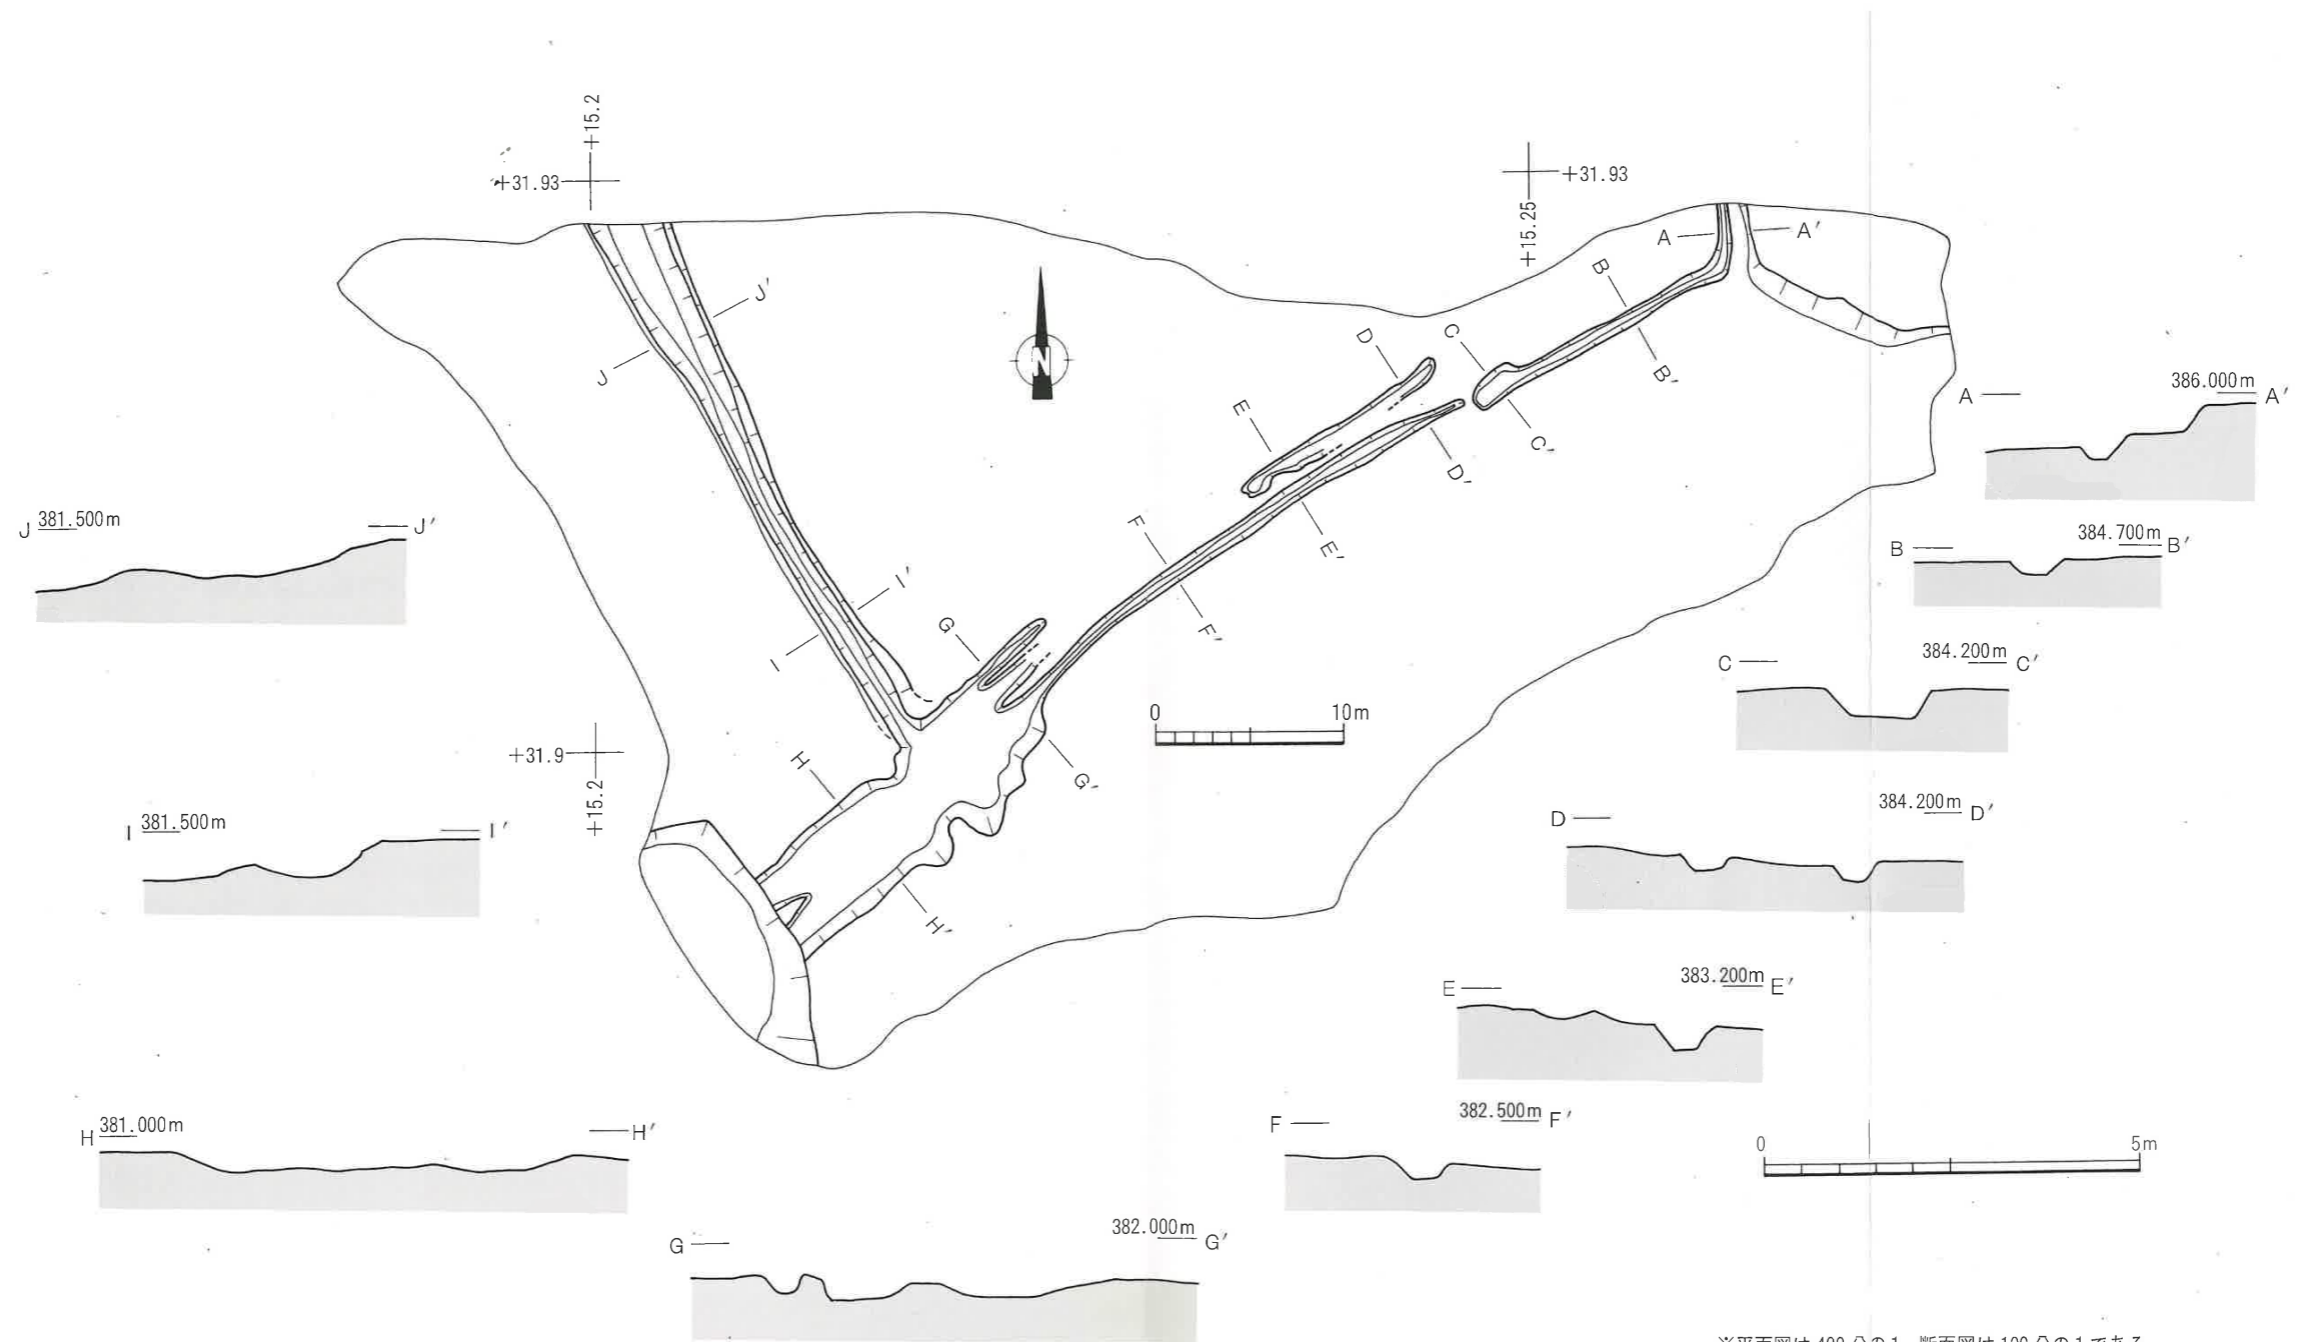 +15.2
+31.93
+31.93
+15.25
A
A′
B
B′
C
C′
D
D′
E
E′
F
F′
G
G′
H
H′
I
I′
J
J′
N
0 10m
+31.9
+15.2
386.000m
A A′
384.700m
B B′
384.200m
C C′
384.200m
D D′
383.200m
E E′
382.500m
F F′
382.000m
G G′
381.000m
H H′
381.500m
I I′
381.500m
J J′
0 5m